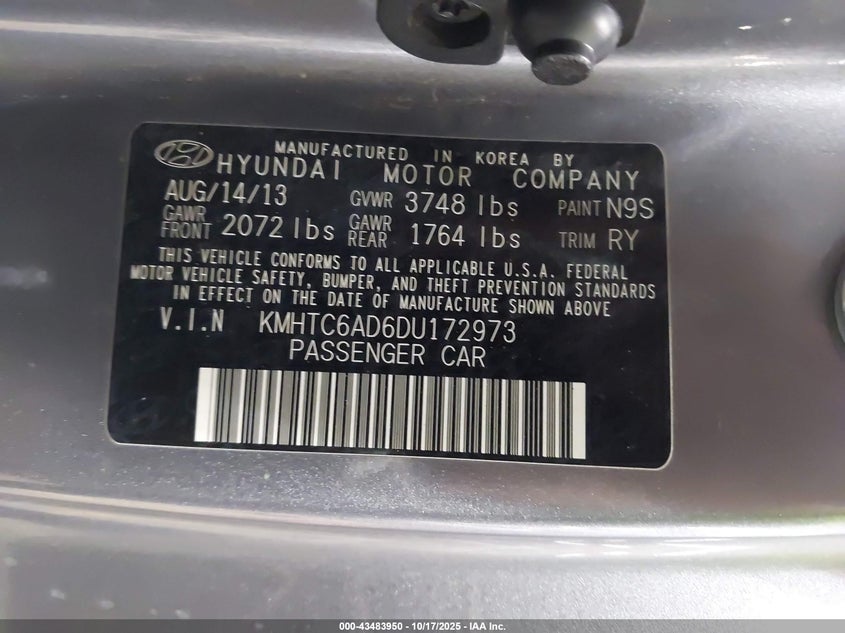 MANUFACTURED IN KOREA BY
HYUNDAI MOTOR COMPANY
AUG/14/13 GVWR 3748 lbs PAINT N9S
GAWR FRONT 2072 lbs GAWR REAR 1764 lbs TRIM RY
THIS VEHICLE CONFORMS TO ALL APPLICABLE U.S.A. FEDERAL
MOTOR VEHICLE SAFETY, BUMPER, AND THEFT PREVENTION STANDARDS
IN EFFECT ON THE DATE OF MANUFACTURE SHOWN ABOVE
V.I.N KMHTC6AD6DU172973
PASSENGER CAR
000-43483950 - 10/17/2025 - IAA Inc.